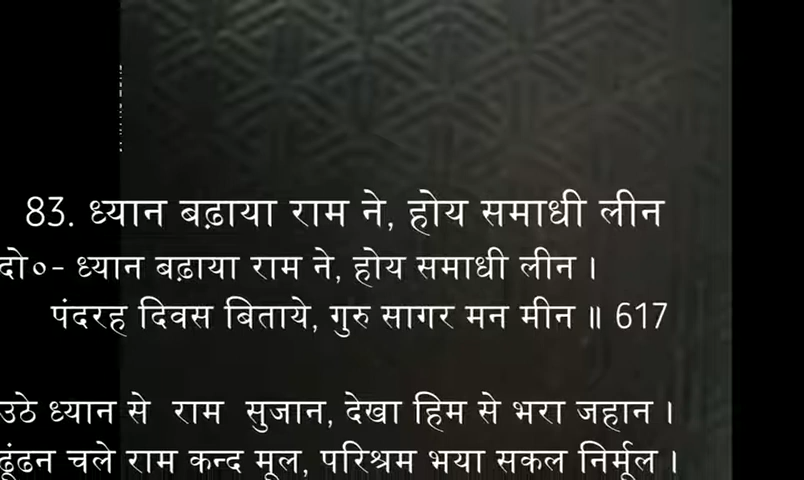 83. ध्यान बढ़ाया राम ने, होय समाधी लीन
दो०- ध्यान बढ़ाया राम ने, होय समाधी लीन ।
पंदरह दिवस बिताये, गुरु सागर मन मीन ॥ 617
उठे ध्यान से राम सुजान, देखा हिम से भरा जहान ।
ढूंढन चले राम कन्द मूल, परिश्रम भया सकल निर्मूल ।